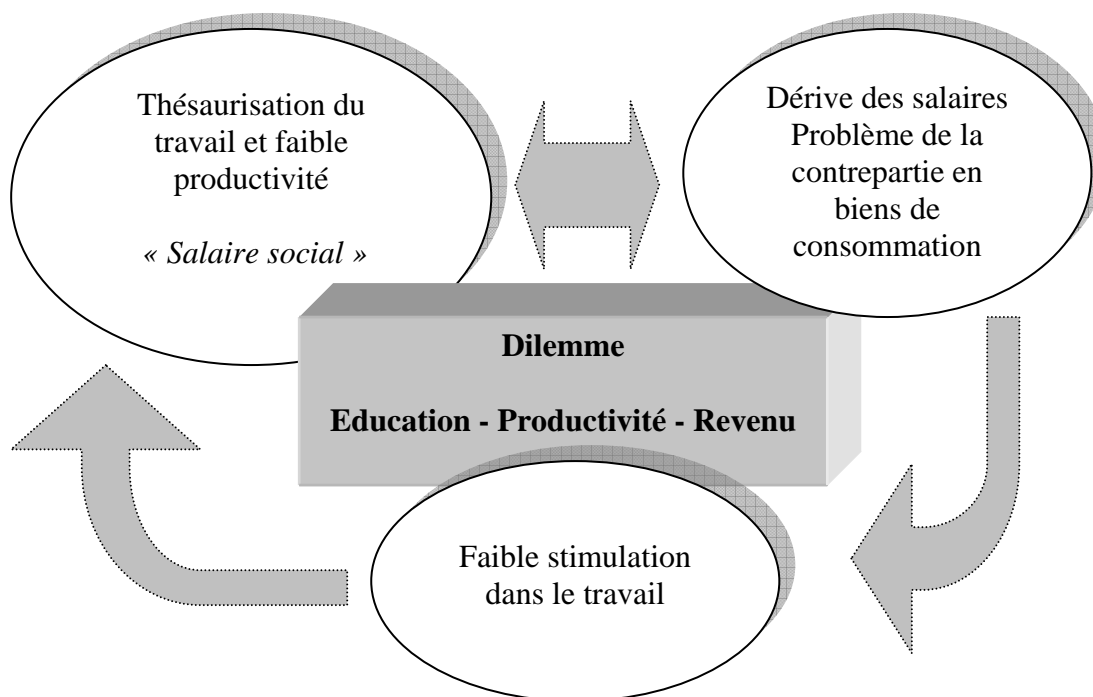 Thésaurisation du
travail et faible
productivité
« Salaire social »
Dérive des salaires
Problème de la
contrepartie en
biens de
consommation
Dilemme
Education - Productivité - Revenu
Faible stimulation
dans le travail